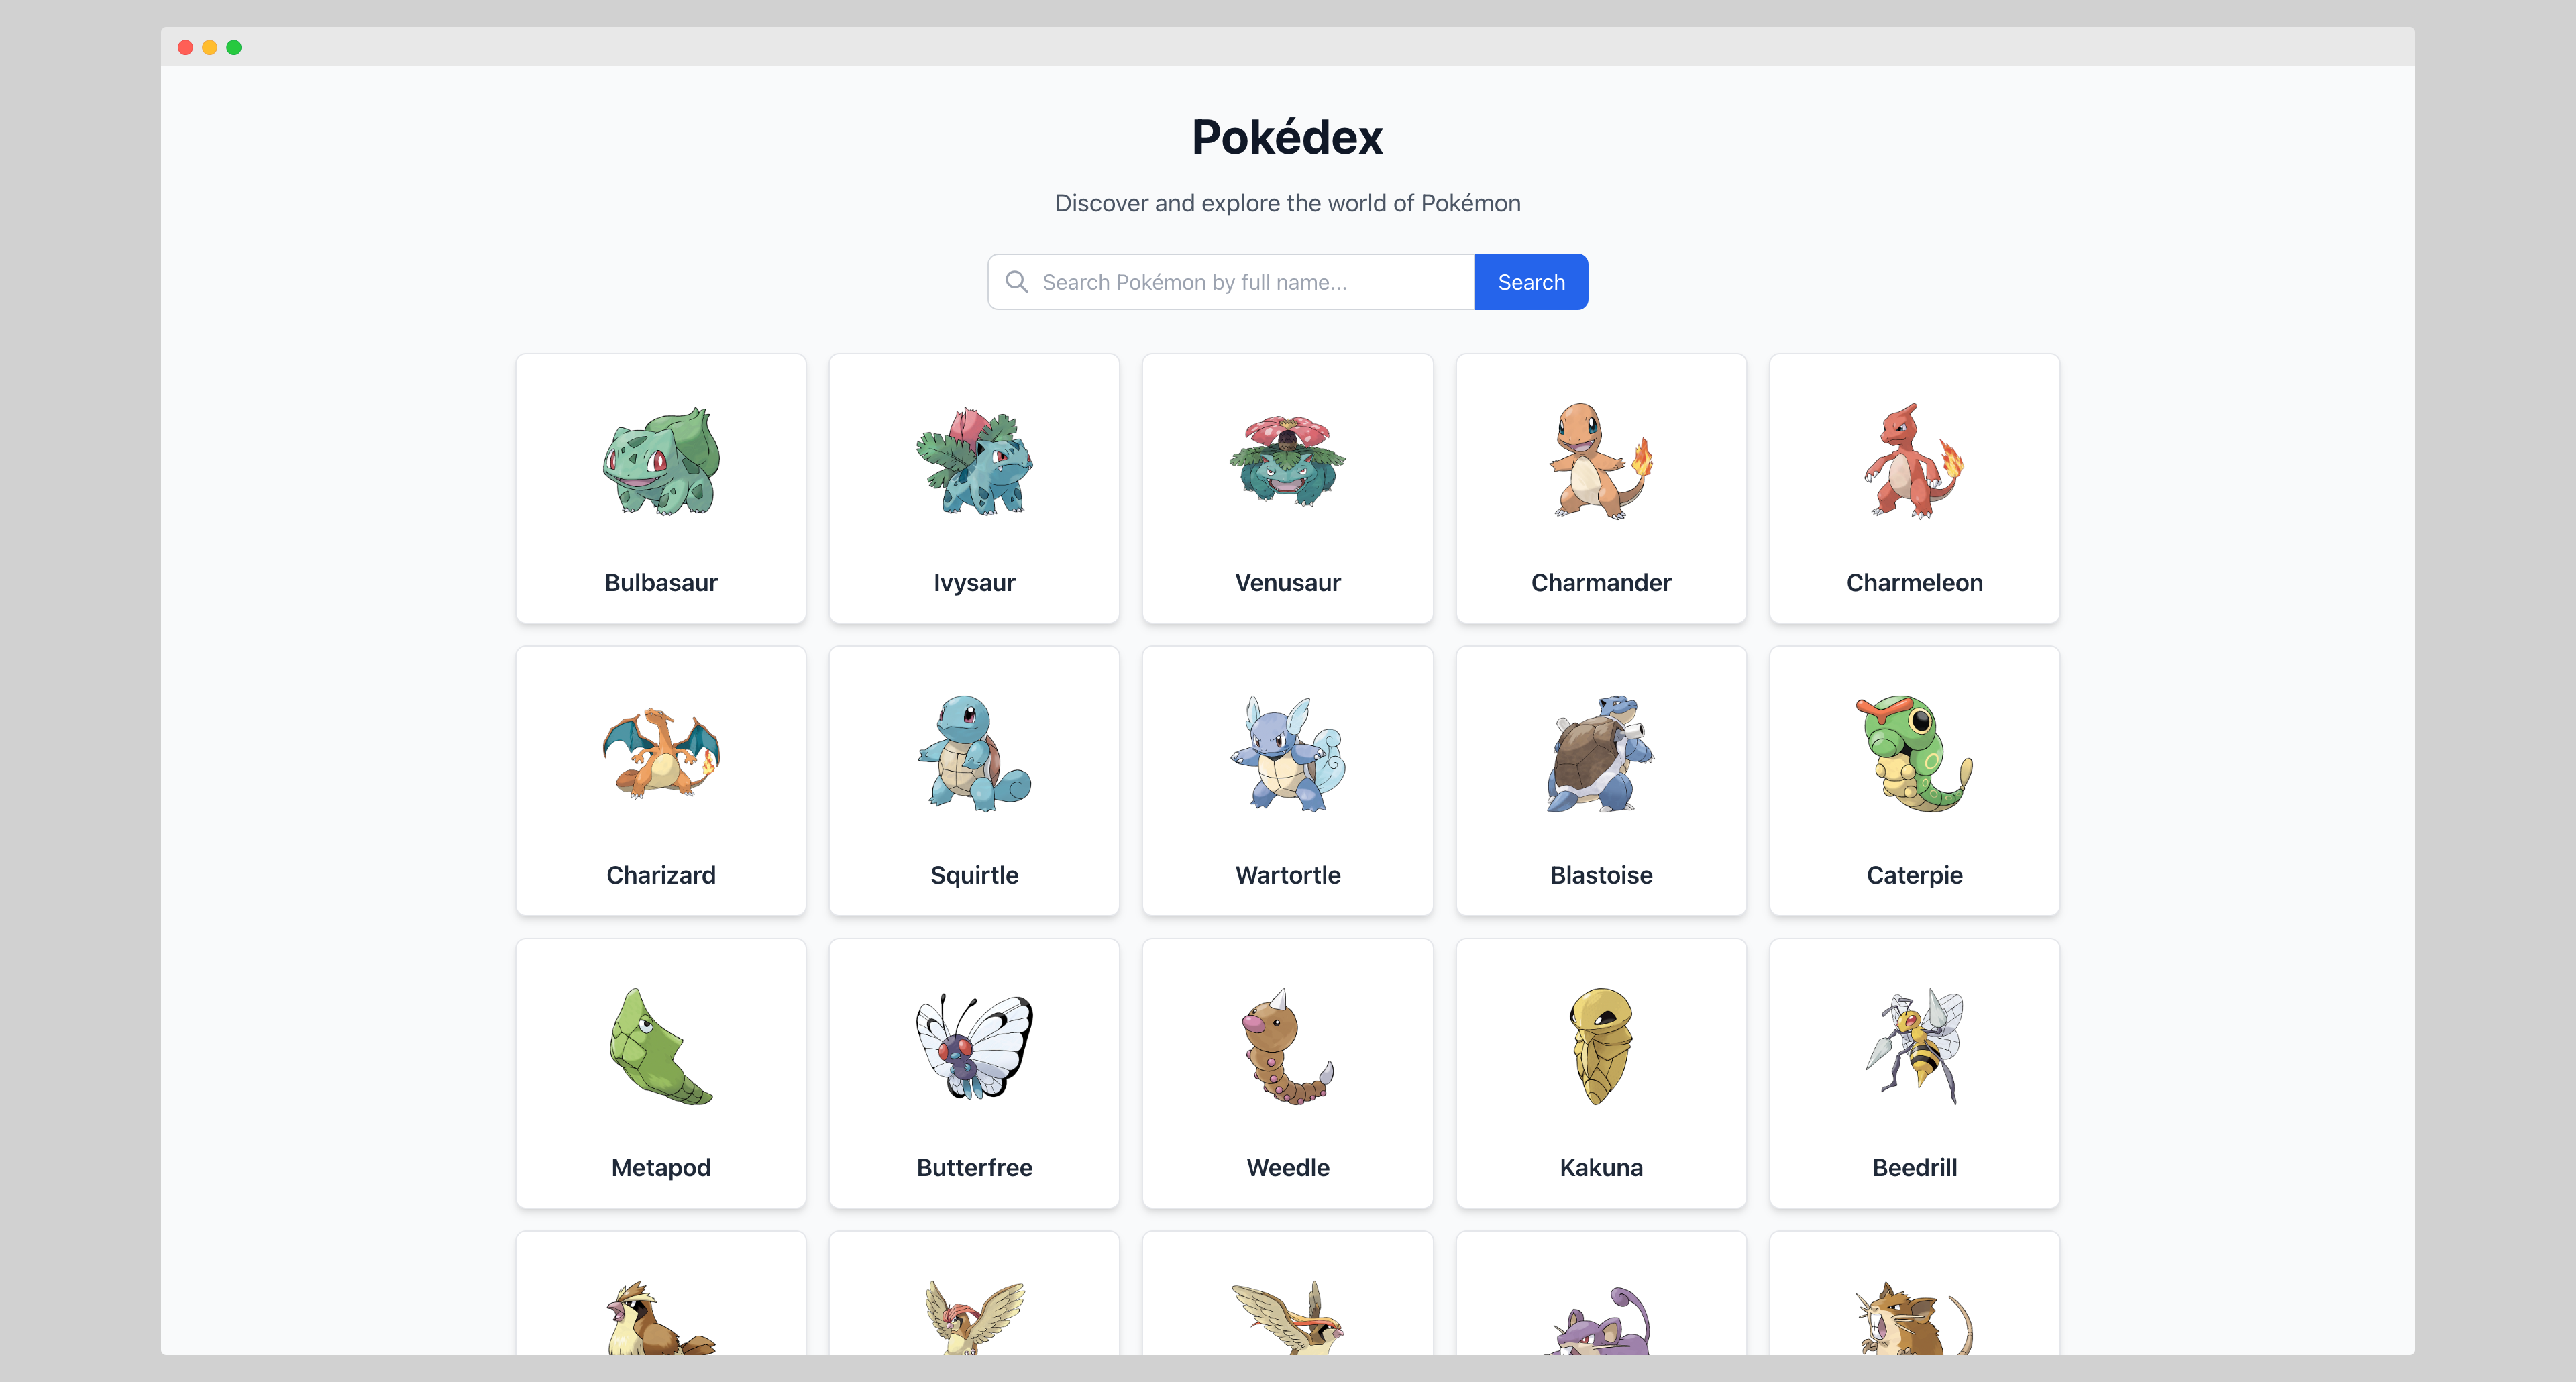 Pokédex
Discover and explore the world of Pokémon
Search Pokémon by full name...
Search
Bulbasaur
Ivysaur
Venusaur
Charmander
Charmeleon
Charizard
Squirtle
Wartortle
Blastoise
Caterpie
Metapod
Butterfree
Weedle
Kakuna
Beedrill